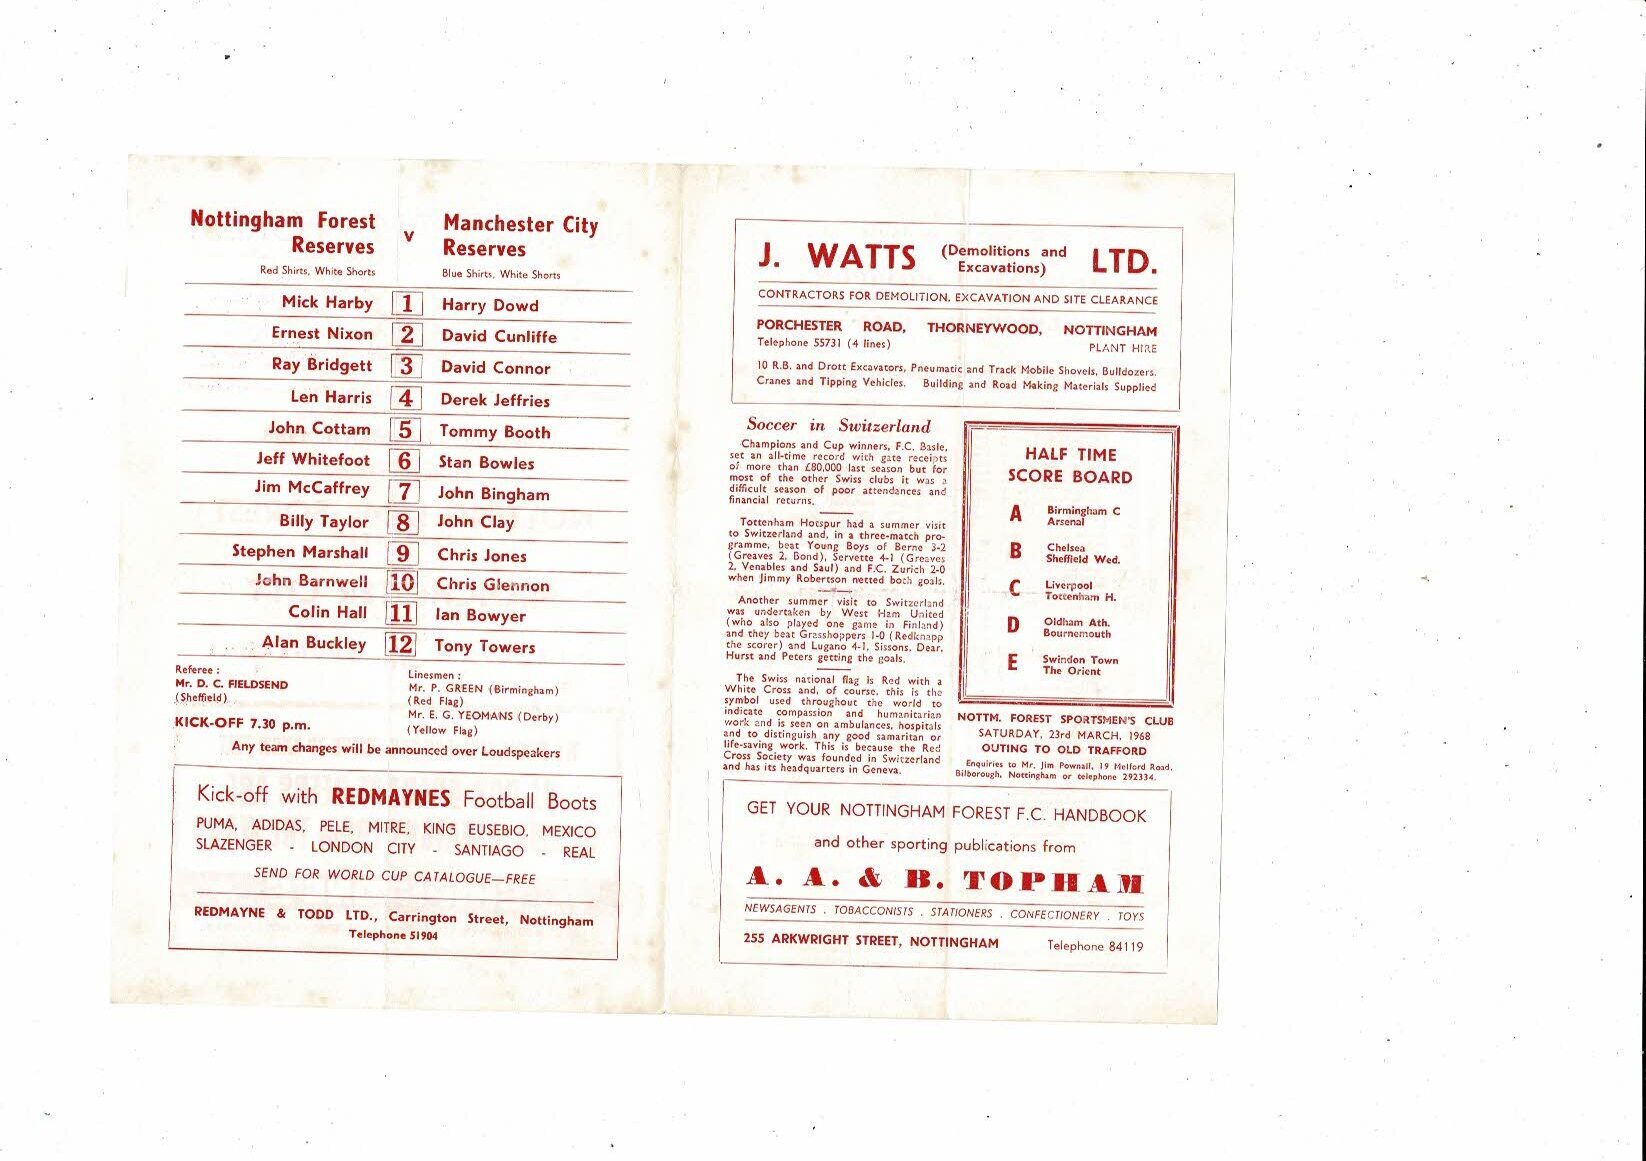 Nottingham Forest
Reserves
v
Manchester City
Reserves
Red Shirts, White Shorts
Blue Shirts, White Shorts
Mick Harby 1 Harry Dowd
Ernest Nixon 2 David Cunliffe
Ray Bridgett 3 David Connor
Len Harris 4 Derek Jeffries
John Cottam 5 Tommy Booth
Jeff Whitefoot 6 Stan Bowles
Jim McCaffrey 7 John Bingham
Billy Taylor 8 John Clay
Stephen Marshall 9 Chris Jones
John Barnwell 10 Chris Glennon
Colin Hall 11 Ian Bowyer
Alan Buckley 12 Tony Towers
Referee :
Mr. D. C. FIELDSEND
(Sheffield)
KICK-OFF 7.30 p.m.
Linesmen :
Mr. P. GREEN (Birmingham)
(Red Flag)
Mr. E. G. YEOMANS (Derby)
(Yellow Flag)
Any team changes will be announced over Loudspeakers
Kick-off with REDMAYNES Football Boots
PUMA, ADIDAS, PELE, MITRE, KING EUSEBIO, MEXICO
SLAZENGER - LONDON CITY - SANTIAGO - REAL
SEND FOR WORLD CUP CATALOGUE—FREE
REDMAYNE & TODD LTD., Carrington Street, Nottingham
Telephone 51904
J. WATTS (Demolitions and
Excavations) LTD.
CONTRACTORS FOR DEMOLITION, EXCAVATION AND SITE CLEARANCE
PORCHESTER ROAD, THORNEYWOOD, NOTTINGHAM
Telephone 55731 (4 lines) PLANT HIRE
10 R.B. and Drott Excavators, Pneumatic and Track Mobile Shovels, Bulldozers.
Cranes and Tipping Vehicles. Building and Road Making Materials Supplied
Soccer in Switzerland
Champions and Cup winners, F.C. Basle,
set an all-time record with gate receipts
of more than £80,000 last season but for
most of the other Swiss clubs it was a
difficult season of poor attendances and
financial returns.
Tottenham Hotspur had a summer visit
to Switzerland and, in a three-match pro-
gramme, beat Young Boys of Berne 3-2
(Greaves 2, Bond), Servette 4-1 (Greaves
2, Venables and Saul) and F.C. Zurich 2-0
when Jimmy Robertson netted both goals.
Another summer visit to Switzerland
was undertaken by West Ham United
(who also played one game in Finland)
and they beat Grasshoppers 1-0 (Redknapp
the scorer) and Lugano 4-1, Sissons, Dear,
Hurst and Peters getting the goals.
The Swiss national flag is Red with a
White Cross and, of course, this is the
symbol used throughout the world to
indicate compassion and humanitarian
work and is seen on ambulances, hospitals
and to distinguish any good samaritan or
life-saving work. This is because the Red
Cross Society was founded in Switzerland
and has its headquarters in Geneva.
HALF TIME
SCORE BOARD
A Birmingham C
Arsenal
B Chelsea
Sheffield Wed.
C Liverpool
Tottenham H.
D Oldham Ath.
Bournemouth
E Swindon Town
The Orient
NOTTM. FOREST SPORTSMEN'S CLUB
SATURDAY, 23rd MARCH, 1968
OUTING TO OLD TRAFFORD
Enquiries to Mr. Jim Pownall, 19 Melford Road,
Bilborough, Nottingham or telephone 292334.
GET YOUR NOTTINGHAM FOREST F.C. HANDBOOK
and other sporting publications from
A. A. & B. TOPHAM
NEWSAGENTS . TOBACCONISTS . STATIONERS . CONFECTIONERY . TOYS
255 ARKWRIGHT STREET, NOTTINGHAM Telephone 84119